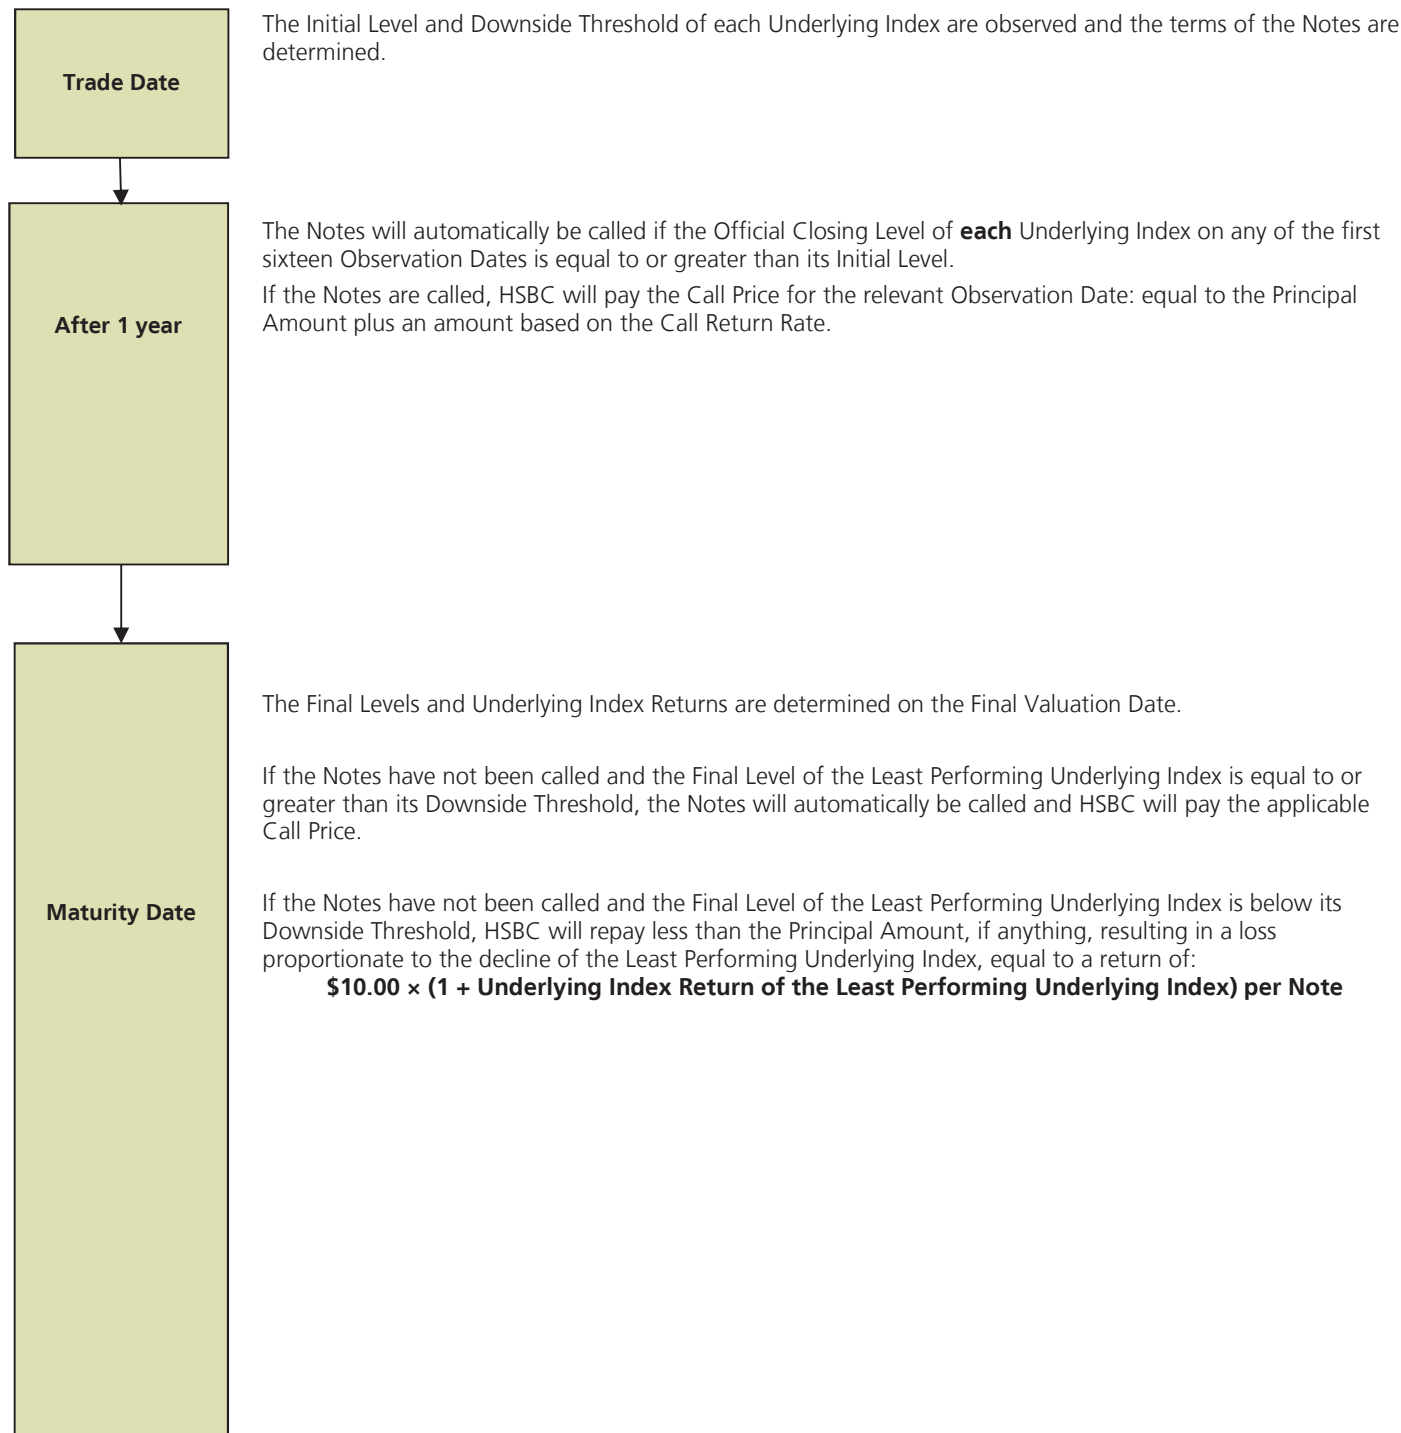 Trade Date
The Initial Level and Downside Threshold of each Underlying Index are observed and the terms of the Notes are
determined.
After 1 year
The Notes will automatically be called if the Official Closing Level of each Underlying Index on any of the first
sixteen Observation Dates is equal to or greater than its Initial Level.
If the Notes are called, HSBC will pay the Call Price for the relevant Observation Date: equal to the Principal
Amount plus an amount based on the Call Return Rate.
Maturity Date
The Final Levels and Underlying Index Returns are determined on the Final Valuation Date.
If the Notes have not been called and the Final Level of the Least Performing Underlying Index is equal to or
greater than its Downside Threshold, the Notes will automatically be called and HSBC will pay the applicable
Call Price.
If the Notes have not been called and the Final Level of the Least Performing Underlying Index is below its
Downside Threshold, HSBC will repay less than the Principal Amount, if anything, resulting in a loss
proportionate to the decline of the Least Performing Underlying Index, equal to a return of:
$10.00 × (1 + Underlying Index Return of the Least Performing Underlying Index) per Note